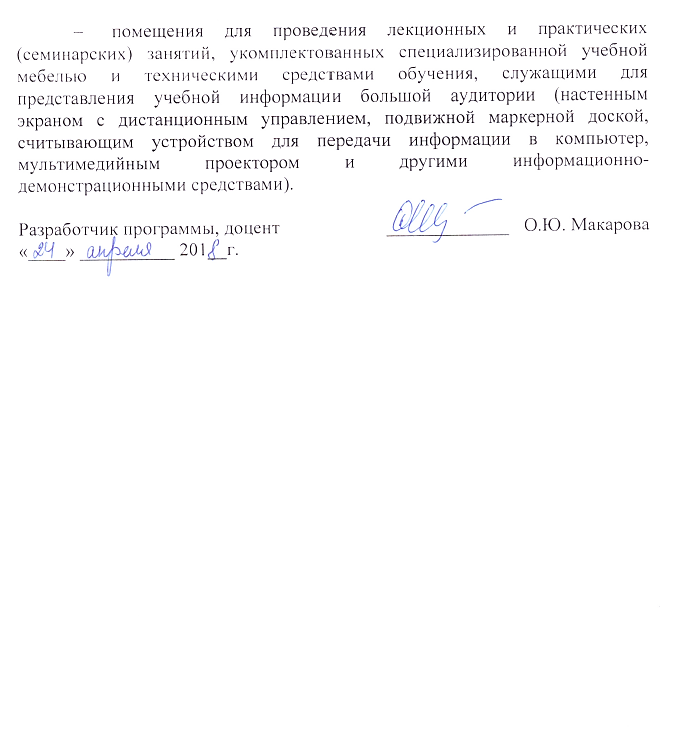 – помещения для проведения лекционных и практических
(семинарских) занятий, укомплектованных специализированной учебной
мебелью и техническими средствами обучения, служащими для
представления учебной информации большой аудитории (настенным
экраном с дистанционным управлением, подвижной маркерной доской,
считывающим устройством для передачи информации в компьютер,
мультимедийным проектором и другими информационно-
демонстрационными средствами).
Разработчик программы, доцент О.Ю. Макарова
«24» апреля 2018 г.